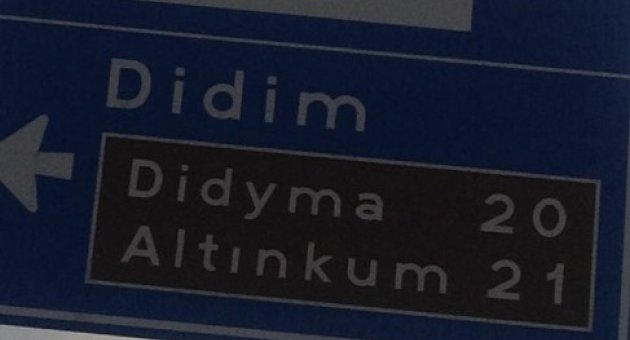 Didim
Didyma 20
Altınkum 21